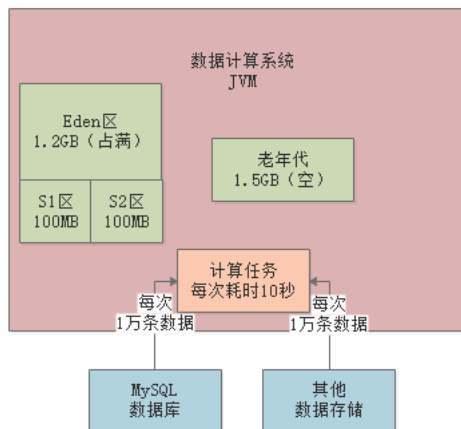 数据计算系统
JVM
Eden区
1.2GB（占满）
S1区
100MB
S2区
100MB
老年代
1.5GB（空）
计算任务
每次耗时10秒
每次
1万条数据
每次
1万条数据
MySQL
数据库
其他
数据存储